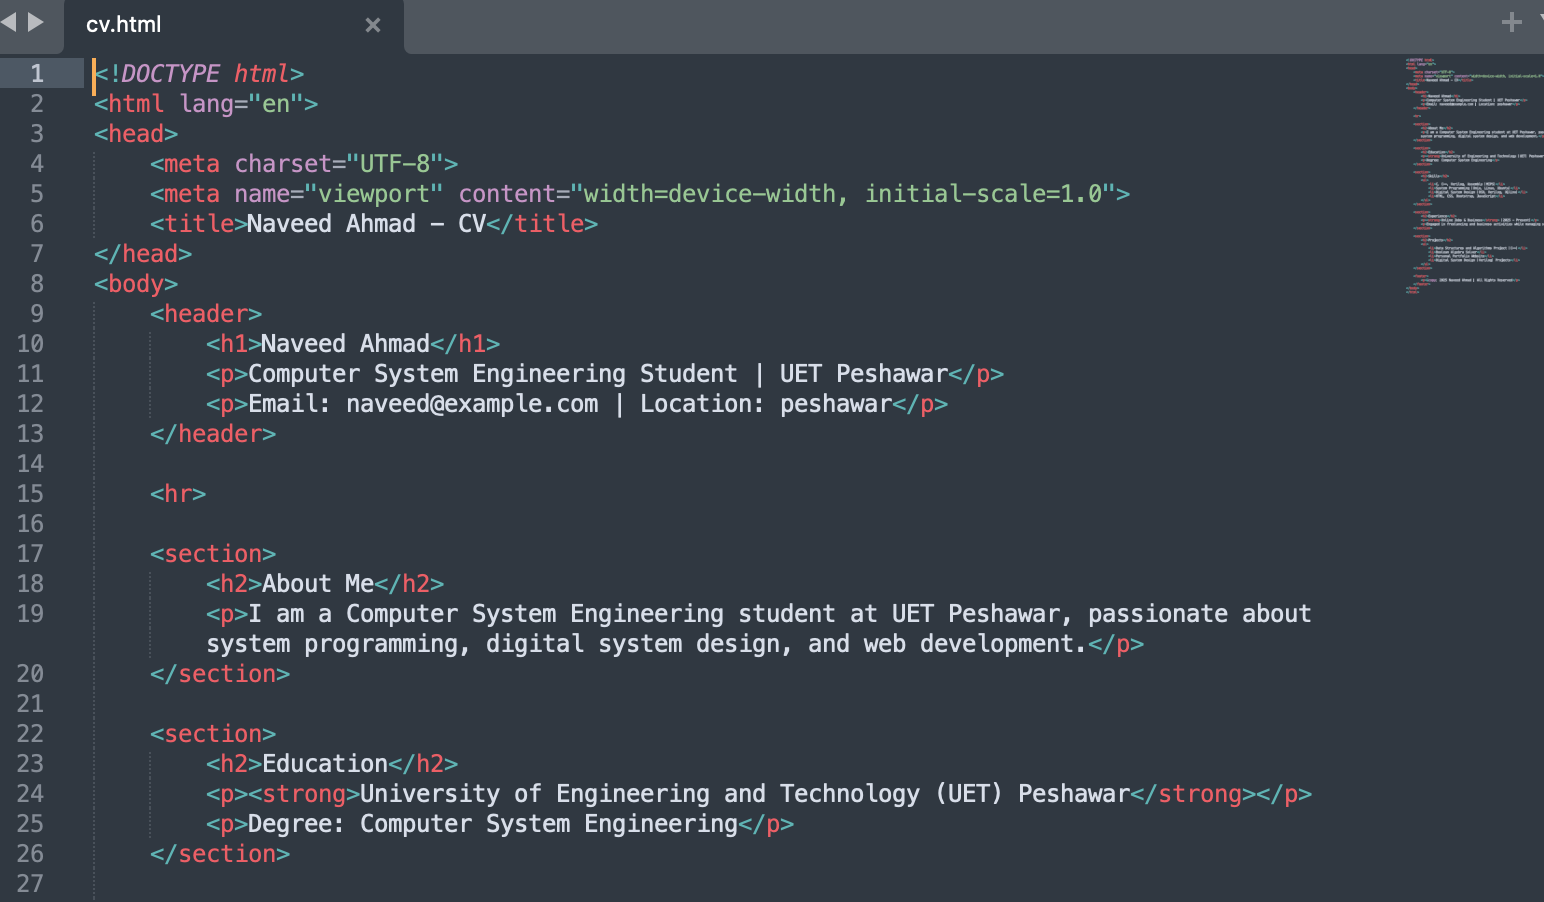 cv.html
1 <!DOCTYPE html>
2 <html lang="en">
3 <head>
4     <meta charset="UTF-8">
5     <meta name="viewport" content="width=device-width, initial-scale=1.0">
6     <title>Naveed Ahmad - CV</title>
7 </head>
8 <body>
9     <header>
10         <h1>Naveed Ahmad</h1>
11         <p>Computer System Engineering Student | UET Peshawar</p>
12         <p>Email: naveed@example.com | Location: peshawar</p>
13     </header>
14
15     <hr>
16
17     <section>
18         <h2>About Me</h2>
19         <p>I am a Computer System Engineering student at UET Peshawar, passionate about
system programming, digital system design, and web development.</p>
20     </section>
21
22     <section>
23         <h2>Education</h2>
24         <p><strong>University of Engineering and Technology (UET) Peshawar</strong></p>
25         <p>Degree: Computer System Engineering</p>
26     </section>
27